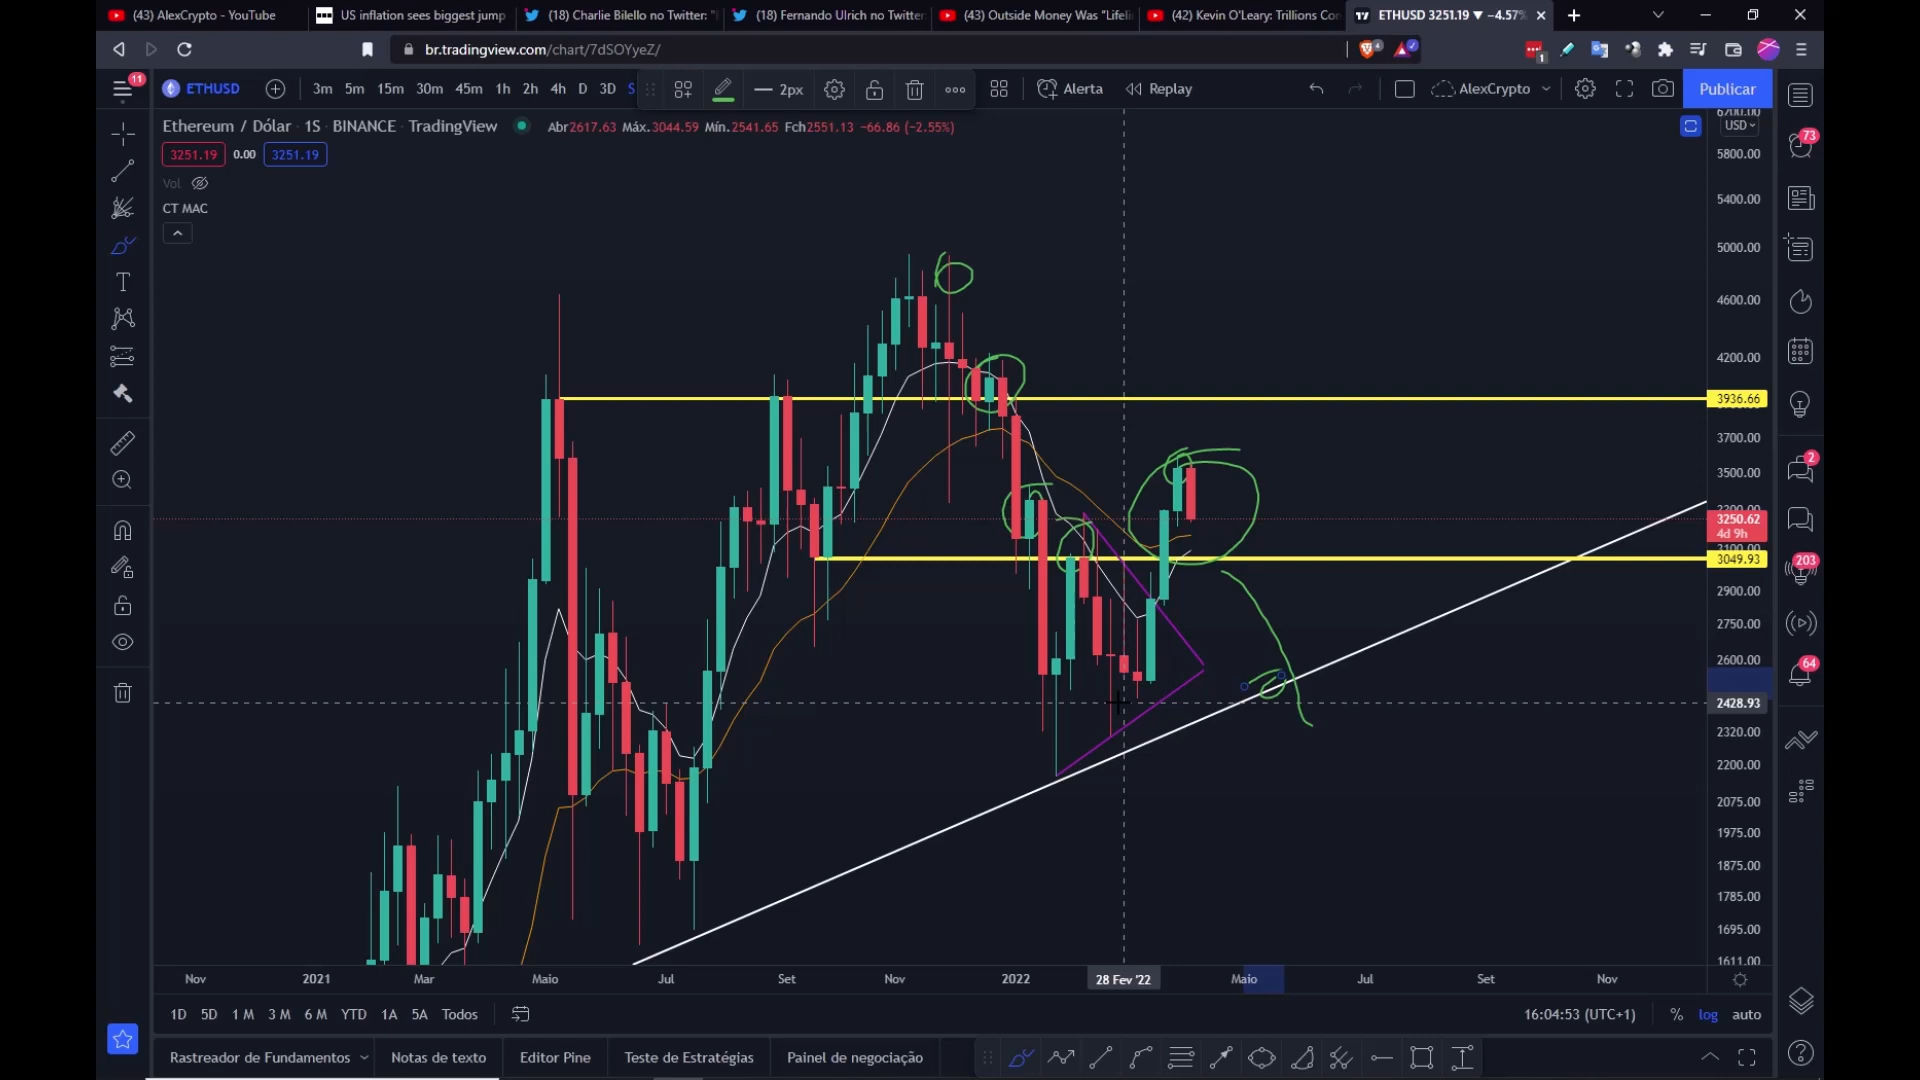 (43) AlexCrypto - YouTube
US inflation sees biggest jump
(18) Charlie Bilello no Twitter: "
(18) Fernando Ulrich no Twitter:
(43) Outside Money Was "Lifeli
(42) Kevin O'Leary: Trillions Co
ETHUSD 3251.19 ▼ −4.57%
br.tradingview.com/chart/7dSOYyeZ/
4
1
11
ETHUSD
3m 5m 15m 30m 45m 1h 2h 4h D 3D S
2px
Alerta
Replay
AlexCrypto
Publicar
Ethereum / Dólar · 1S · BINANCE · TradingView
Abr2617.63 Máx.3044.59 Mín.2541.65 Fch2551.13 −66.86 (−2.55%)
3251.19 0.00 3251.19
Vol
CT MAC
USD
5800.00
5400.00
5000.00
4600.00
4200.00
3936.66
3700.00
3500.00
3250.62
4d 9h
3049.93
2900.00
2750.00
2600.00
2428.93
2320.00
2200.00
2075.00
1975.00
1875.00
1785.00
1695.00
1611.00
73
2
203
64
Nov 2021 Mar Maio Jul Set Nov 2022 28 Fev '22 Maio Jul Set Nov
1D 5D 1 M 3 M 6 M YTD 1A 5A Todos
16:04:53 (UTC+1) % log auto
Rastreador de Fundamentos Notas de texto Editor Pine Teste de Estratégias Painel de negociação